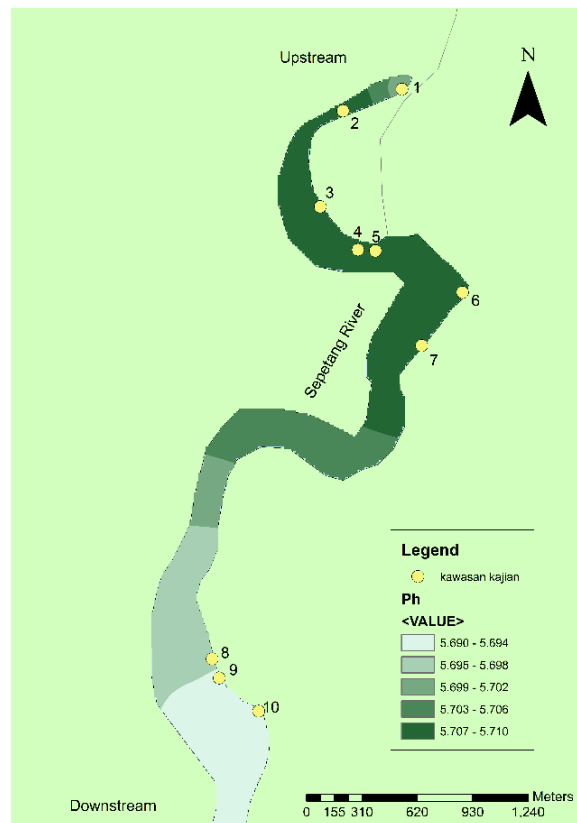 Upstream
N
1
2
3
4 5
6
7
Sepetang River
8
9
10
Downstream
Legend
kawasan kajian
Ph
<VALUE>
5.690 - 5.694
5.695 - 5.698
5.699 - 5.702
5.703 - 5.706
5.707 - 5.710
Meters
0 155 310 620 930 1,240